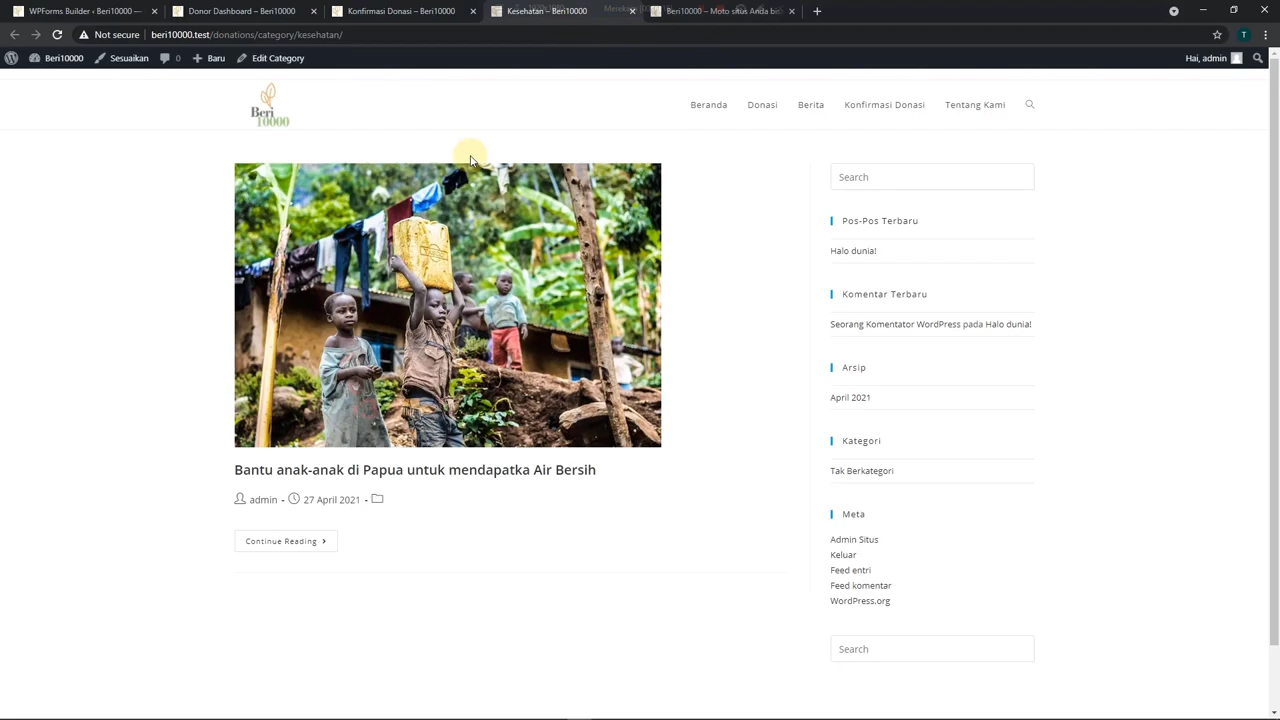 WPForms Builder ‹ Beri10000 —
Donor Dashboard – Beri10000
Konfirmasi Donasi – Beri10000
Kesehatan – Beri10000
Beri10000 – Moto situs Anda bi
Not secure
beri10000.test/donations/category/kesehatan/
T
Beri10000
Sesuaikan
0
Baru
Edit Category
Hai, admin
Beri
10000
Beranda
Donasi
Berita
Konfirmasi Donasi
Tentang Kami
Bantu anak-anak di Papua untuk mendapatka Air Bersih
admin - 27 April 2021 -
Continue Reading
Search
Pos-Pos Terbaru
Halo dunia!
Komentar Terbaru
Seorang Komentator WordPress pada Halo dunia!
Arsip
April 2021
Kategori
Tak Berkategori
Meta
Admin Situs
Keluar
Feed entri
Feed komentar
WordPress.org
Search